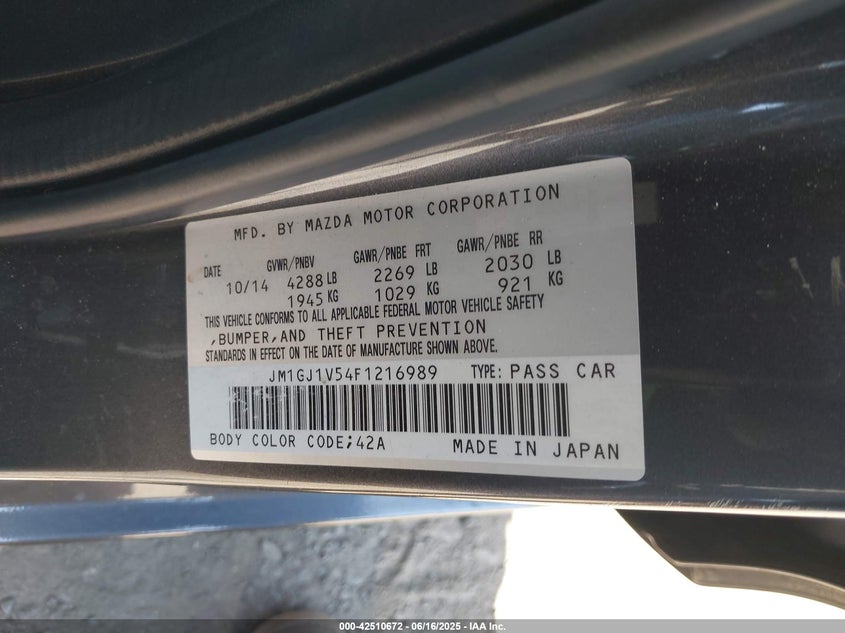 MFD. BY MAZDA MOTOR CORPORATION
DATE GVWR/PNBV GAWR/PNBE FRT GAWR/PNBE RR
10/14 4288 LB 2269 LB 2030 LB
1945 KG 1029 KG 921 KG
THIS VEHICLE CONFORMS TO ALL APPLICABLE FEDERAL MOTOR VEHICLE SAFETY
,BUMPER,AND THEFT PREVENTION
STANDARDS IN EFFECT ON THE DATE OF MANUFACTURE SHOWN ABOVE.
JM1GJ1V54F1216989 TYPE: PASS CAR
BODY COLOR CODE;42A MADE IN JAPAN
000-42510672 - 06/16/2025 - IAA Inc.